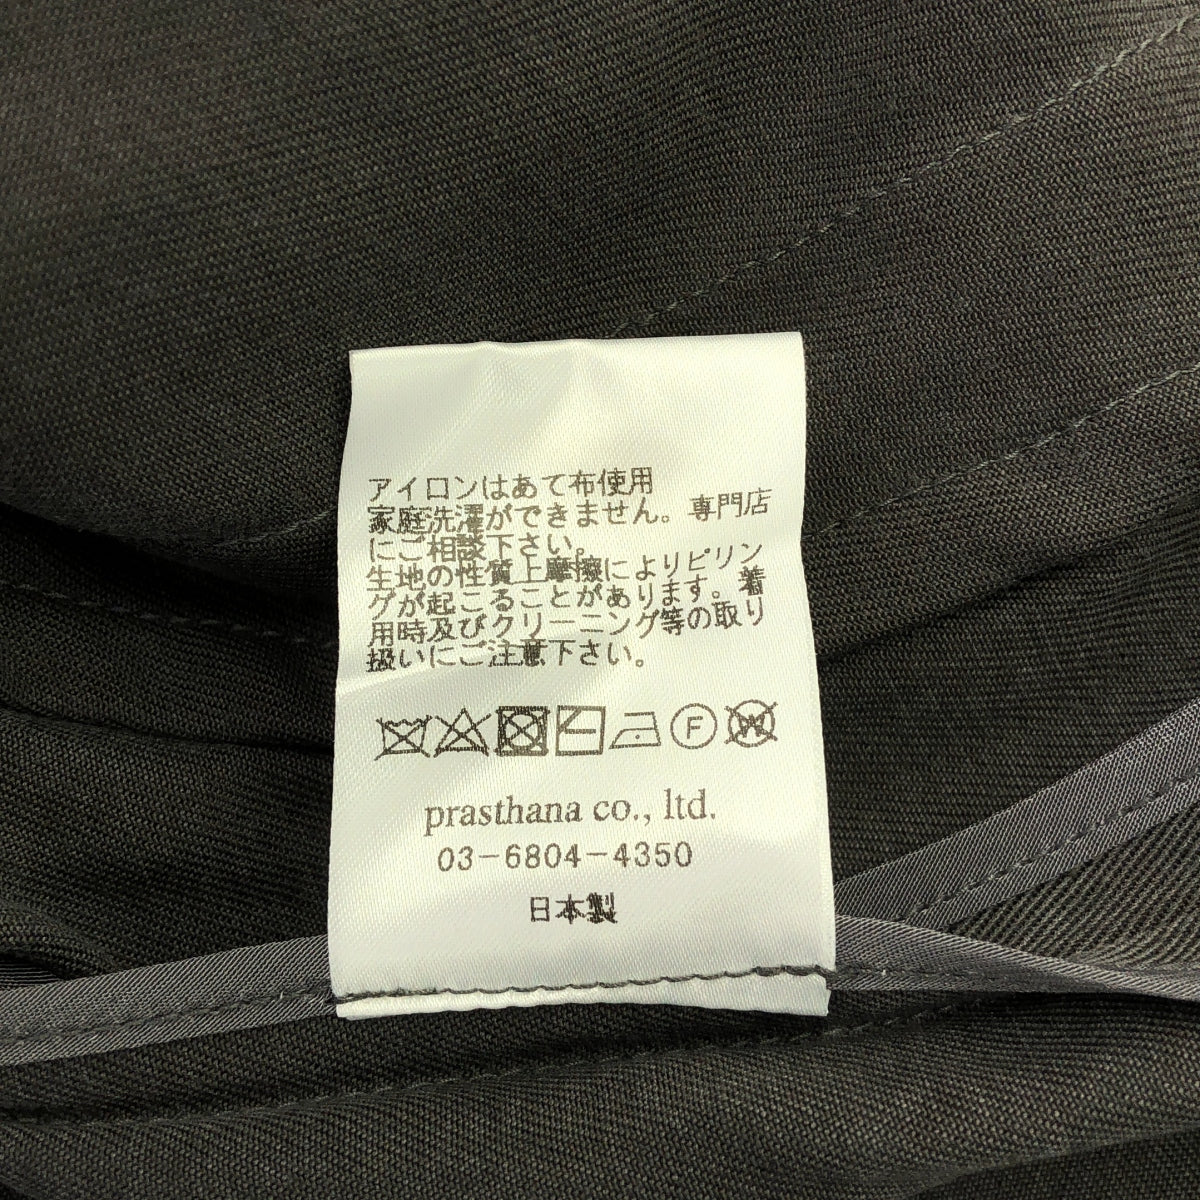 アイロンはあて布使用
家庭洗濯ができません。専門店
にご相談下さい。
生地の性質上摩擦によりピリン
グが起こることがあります。着
用時及びクリーニング等の取り
扱いにご注意下さい。
F W
prasthana co., ltd.
03-6804-4350
日本製